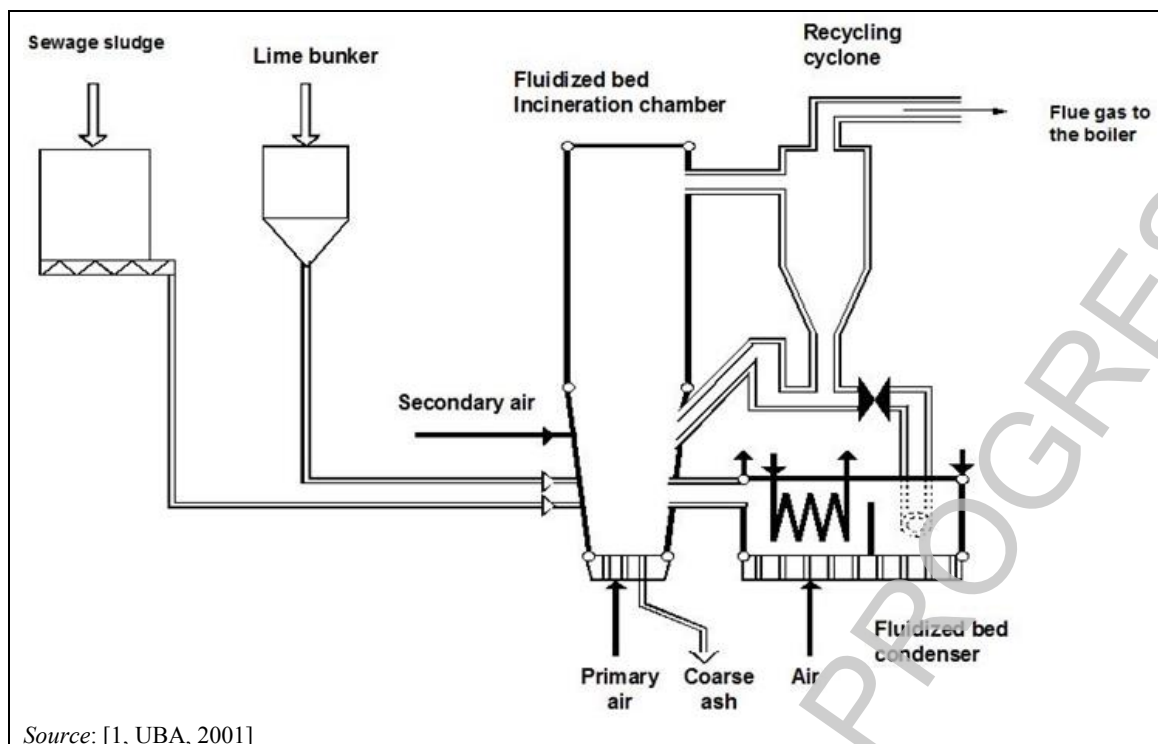 Sewage sludge
Lime bunker
Fluidized bed
Incineration chamber
Recycling
cyclone
Flue gas to
the boiler
Secondary air
Primary
air
Coarse
ash
Air
Fluidized bed
condenser
Source: [1, UBA, 2001]
PROGRES